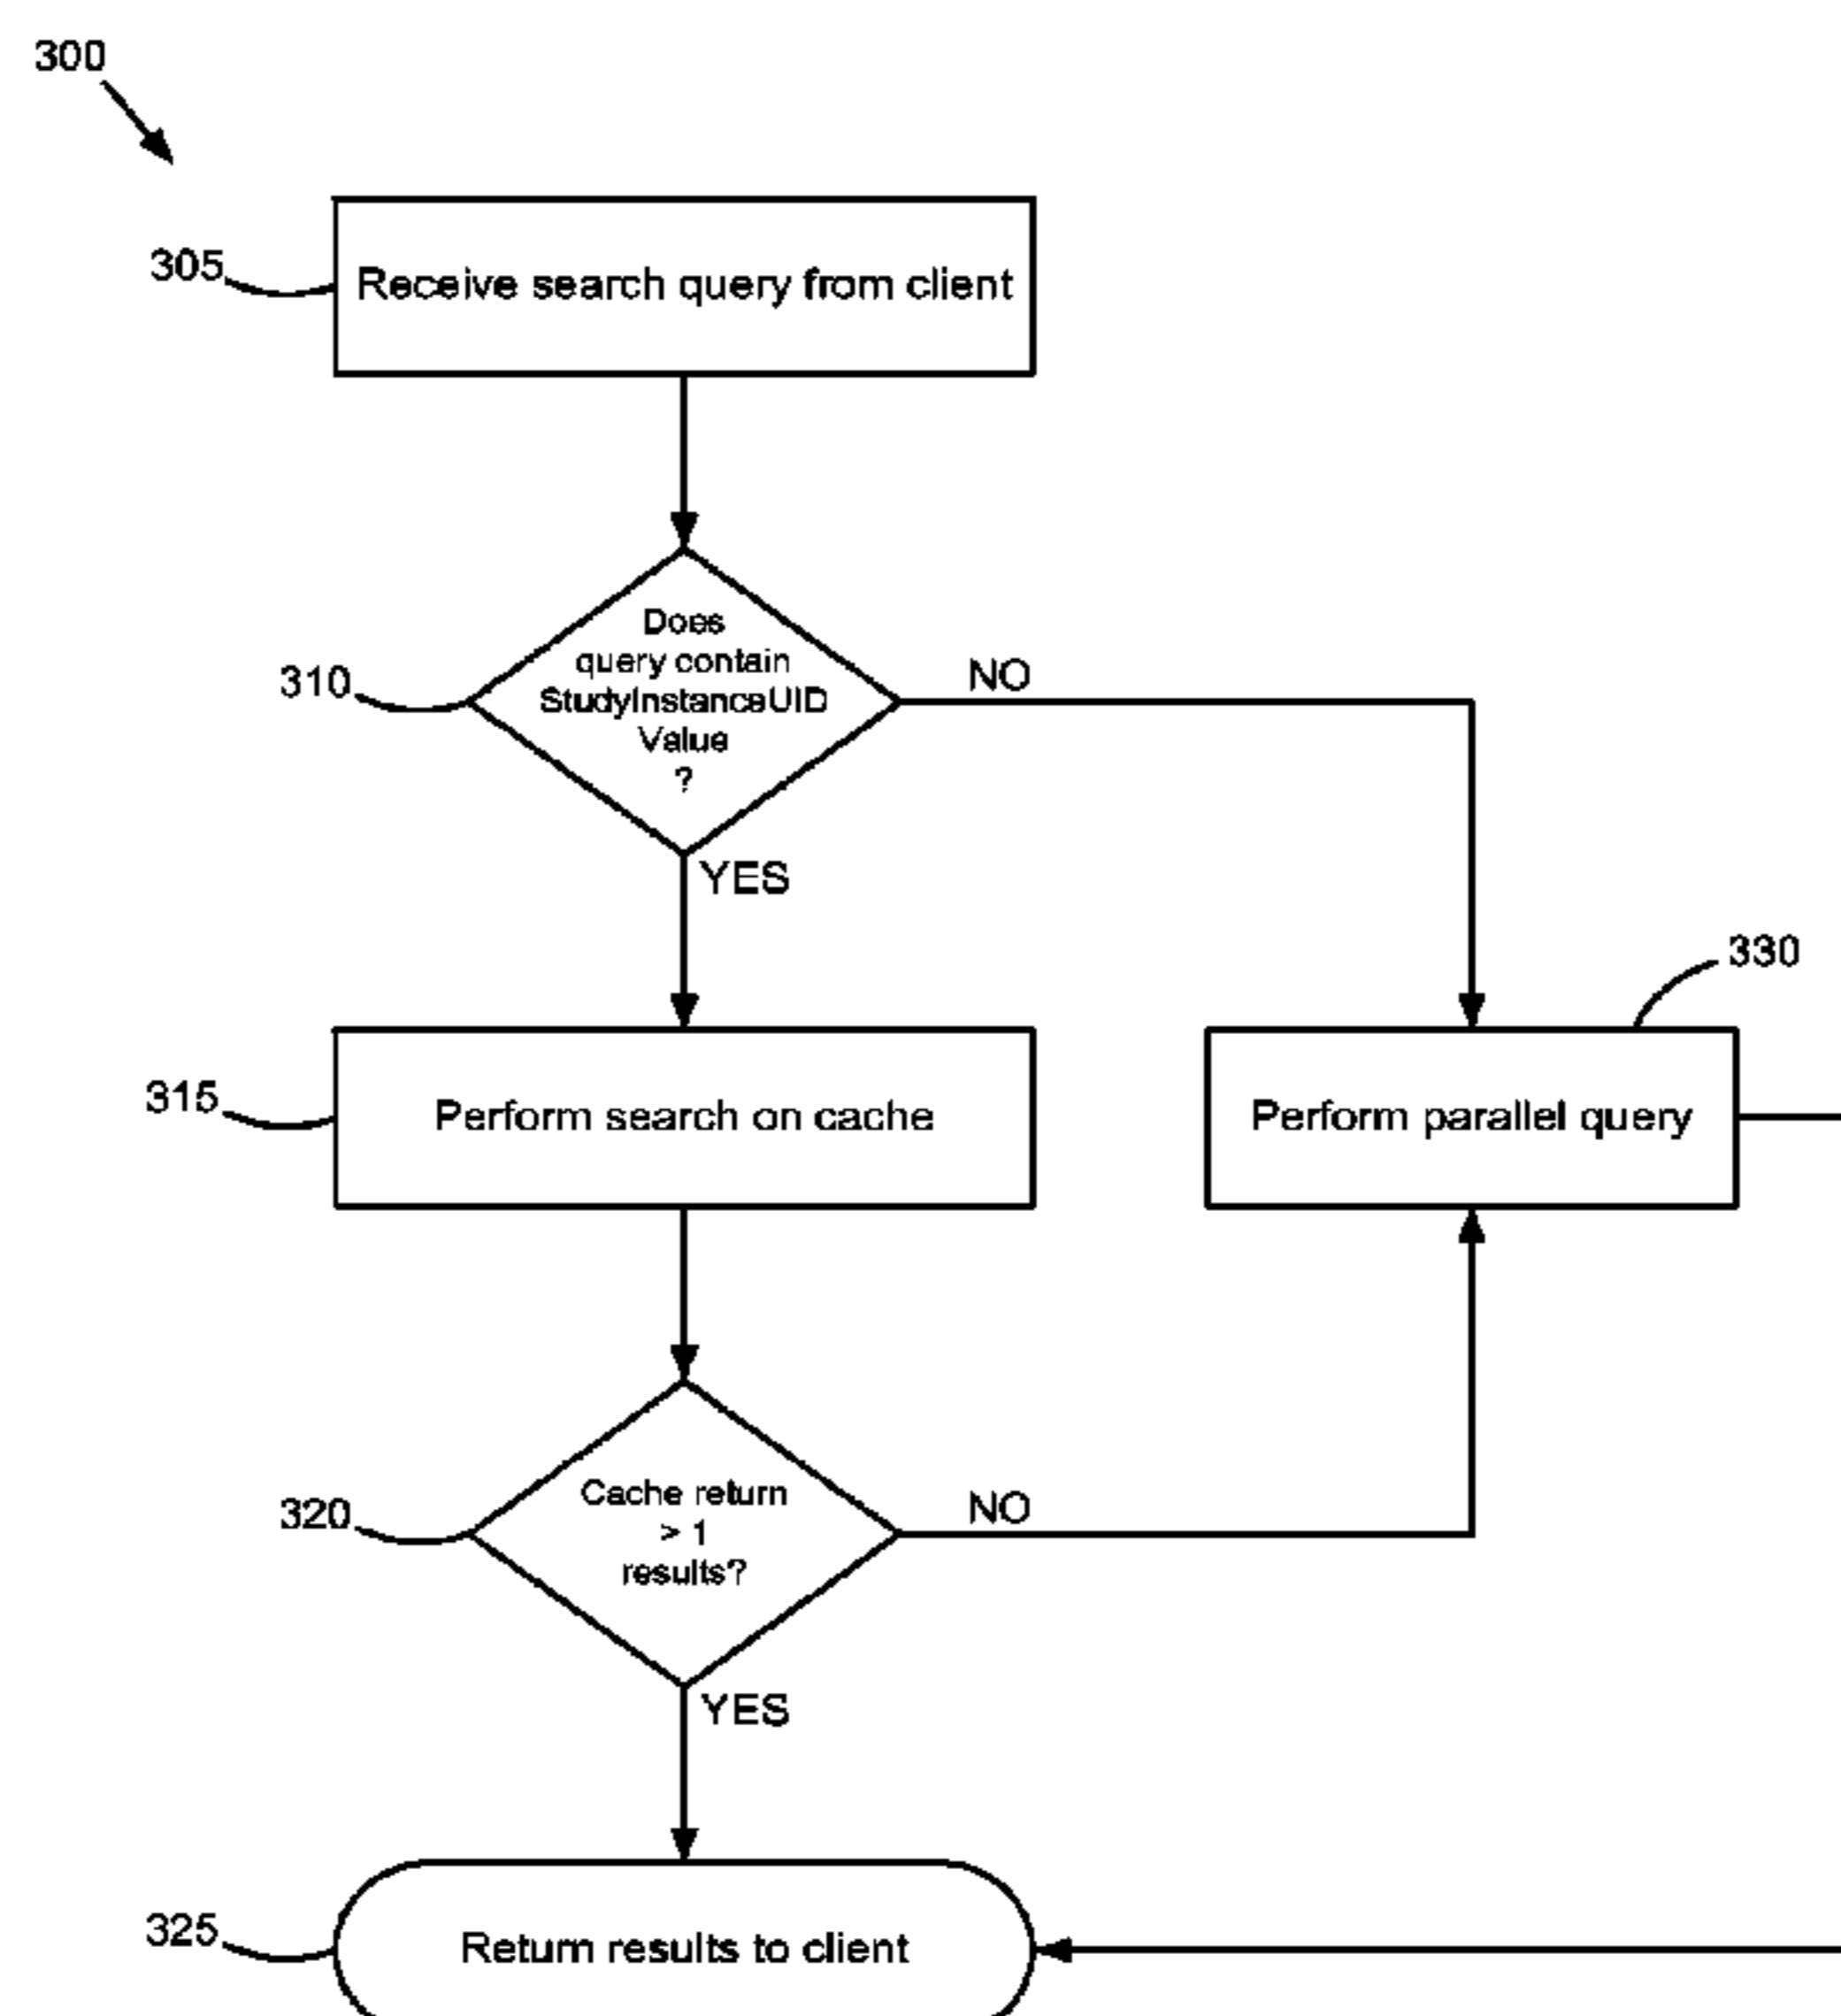 300
305
Receive search query from client
310
Does
query contain
StudyInstanceUID
Value
?
NO
YES
330
315
Perform search on cache
Perform parallel query
320
Cache return
> 1
results?
NO
YES
325
Return results to client